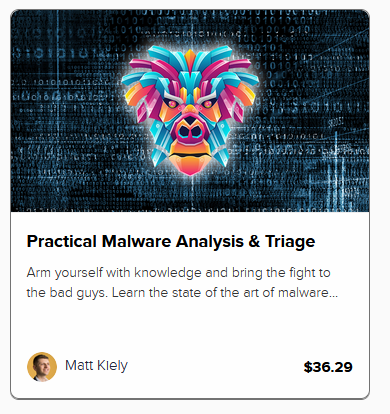 Practical Malware Analysis & Triage
Arm yourself with knowledge and bring the fight to
the bad guys. Learn the state of the art of malware...
Matt Kiely
$36.29